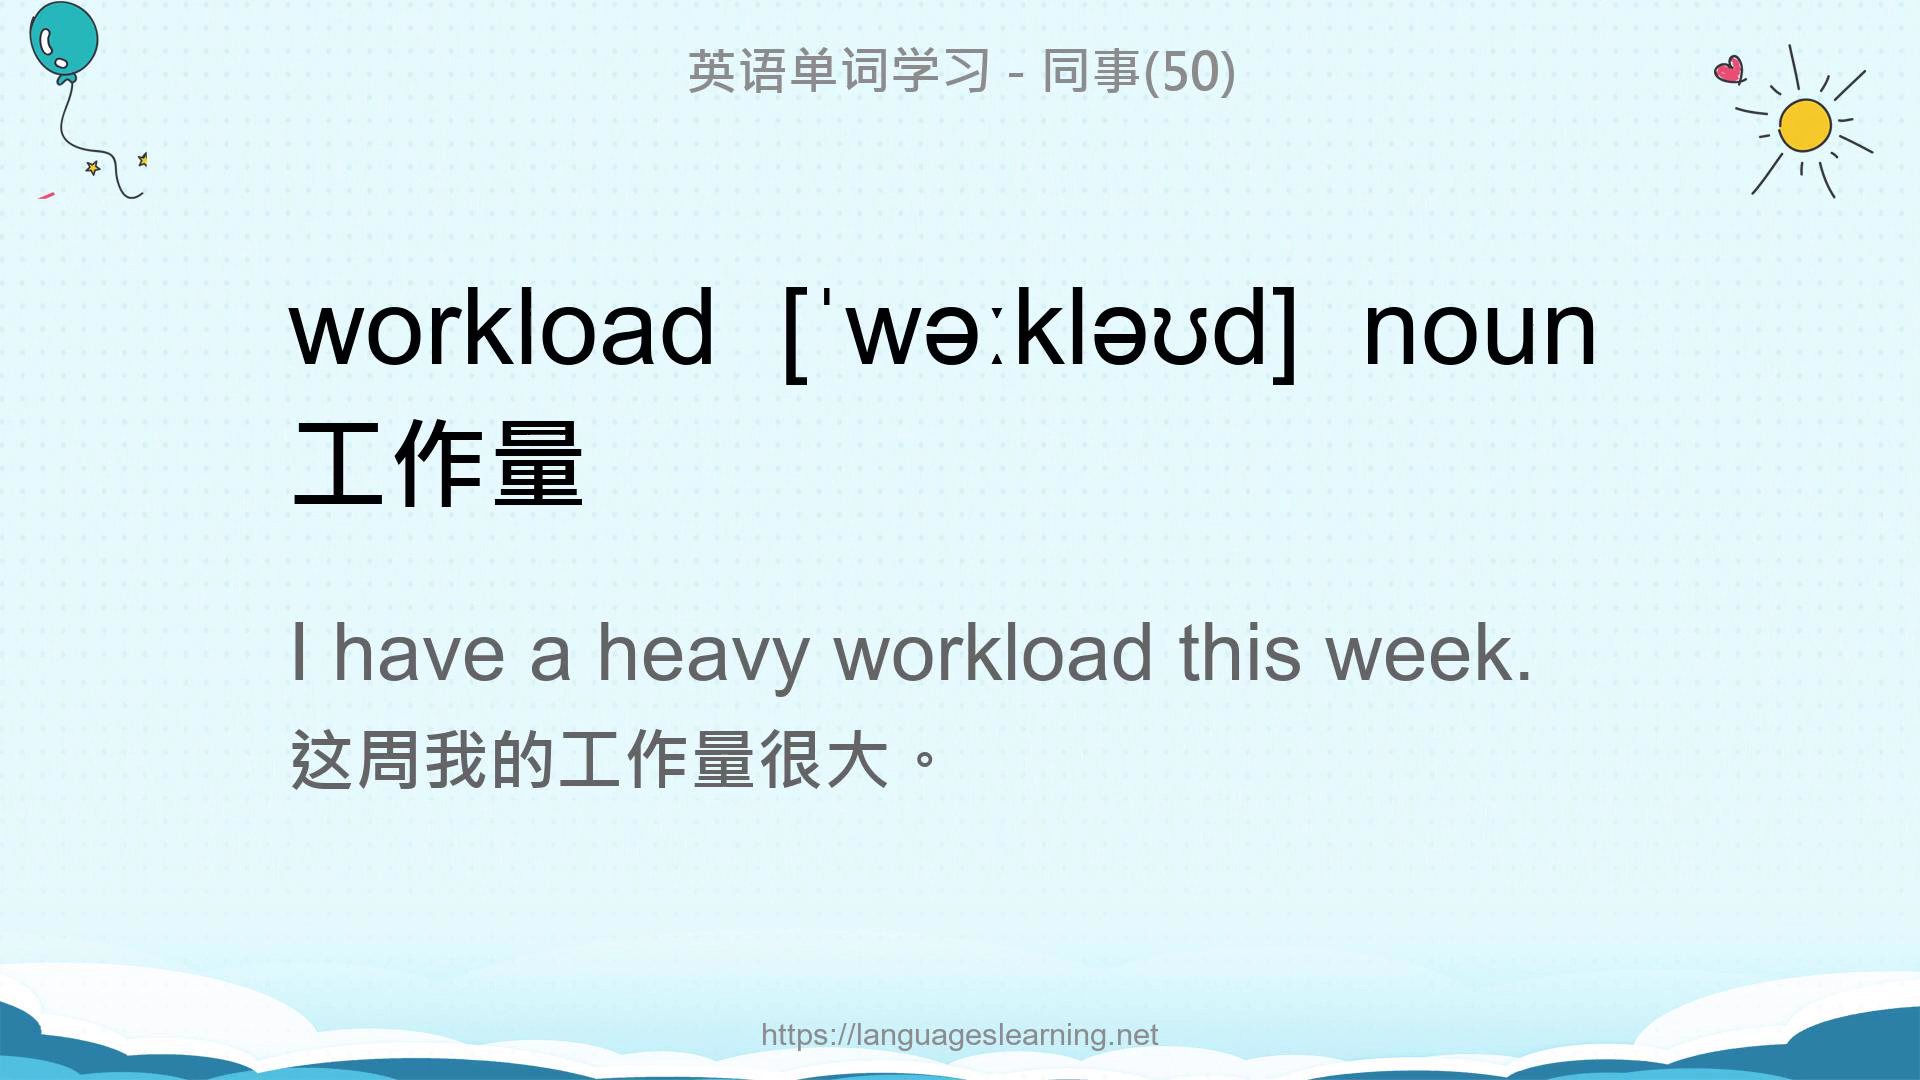 英语单词学习 - 同事(50)
workload [ˈwəːkləʊd] noun
工作量
I have a heavy workload this week.
这周我的工作量很大。
https://languageslearning.net